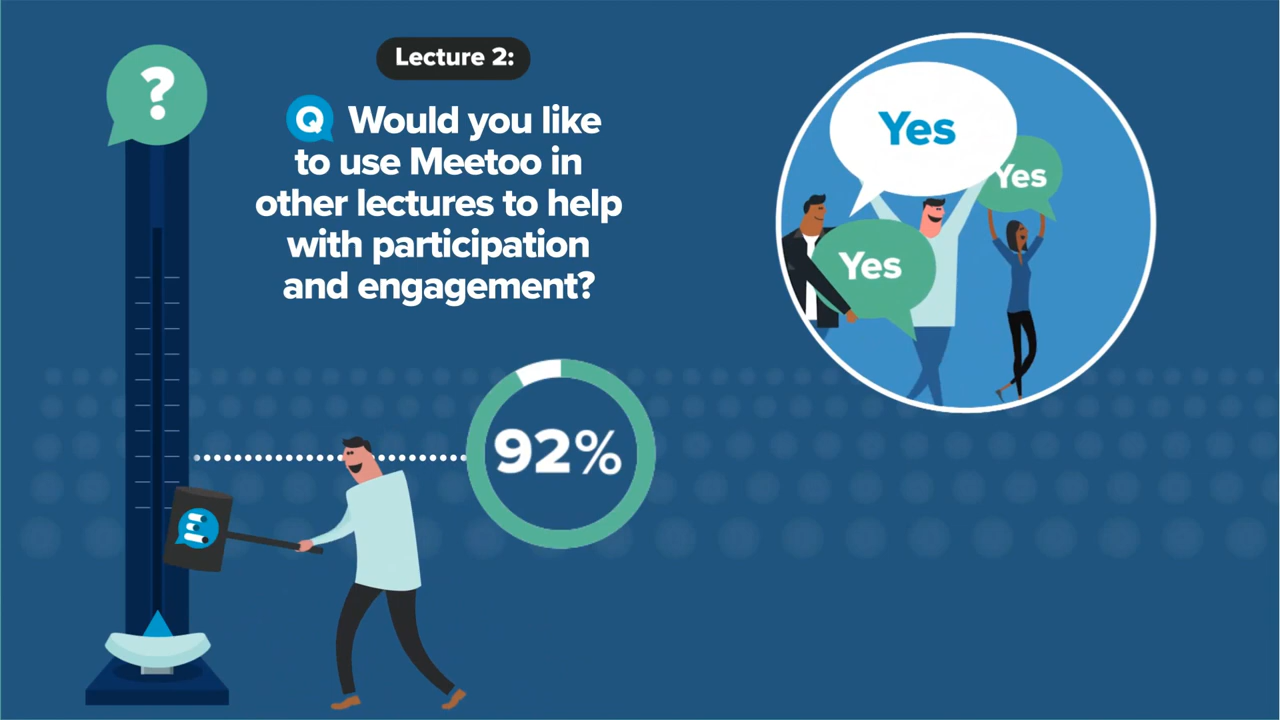 ?
Lecture 2:
Q Would you like
to use Meetoo in
other lectures to help
with participation
and engagement?
92%
Yes
Yes
Yes